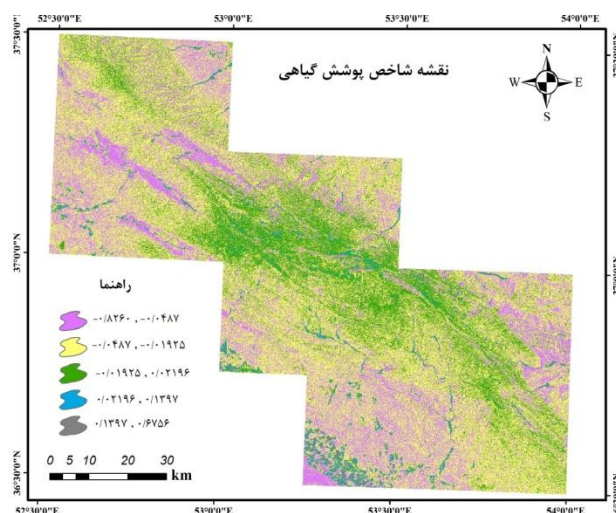 52°30'0"E 53°0'0"E 53°30'0"E 54°0'0"E
37°30'0"N
نقشه شاخص پوشش گیاهی
N
W E
S
37°0'0"N
راهنما
-۰/۸۲۶۰ , -۰/۰۴۸۷
-۰/۰۴۸۷ , -۰/۰۱۹۲۵
-۰/۰۱۹۲۵ , ۰/۰۲۱۹۶
۰/۰۲۱۹۶ , ۰/۱۳۹۷
۰/۱۳۹۷ , ۰/۶۷۵۶
0 5 10 20 30
km
36°30'0"N
52°30'0"E 53°0'0"E 53°30'0"E 54°0'0"E